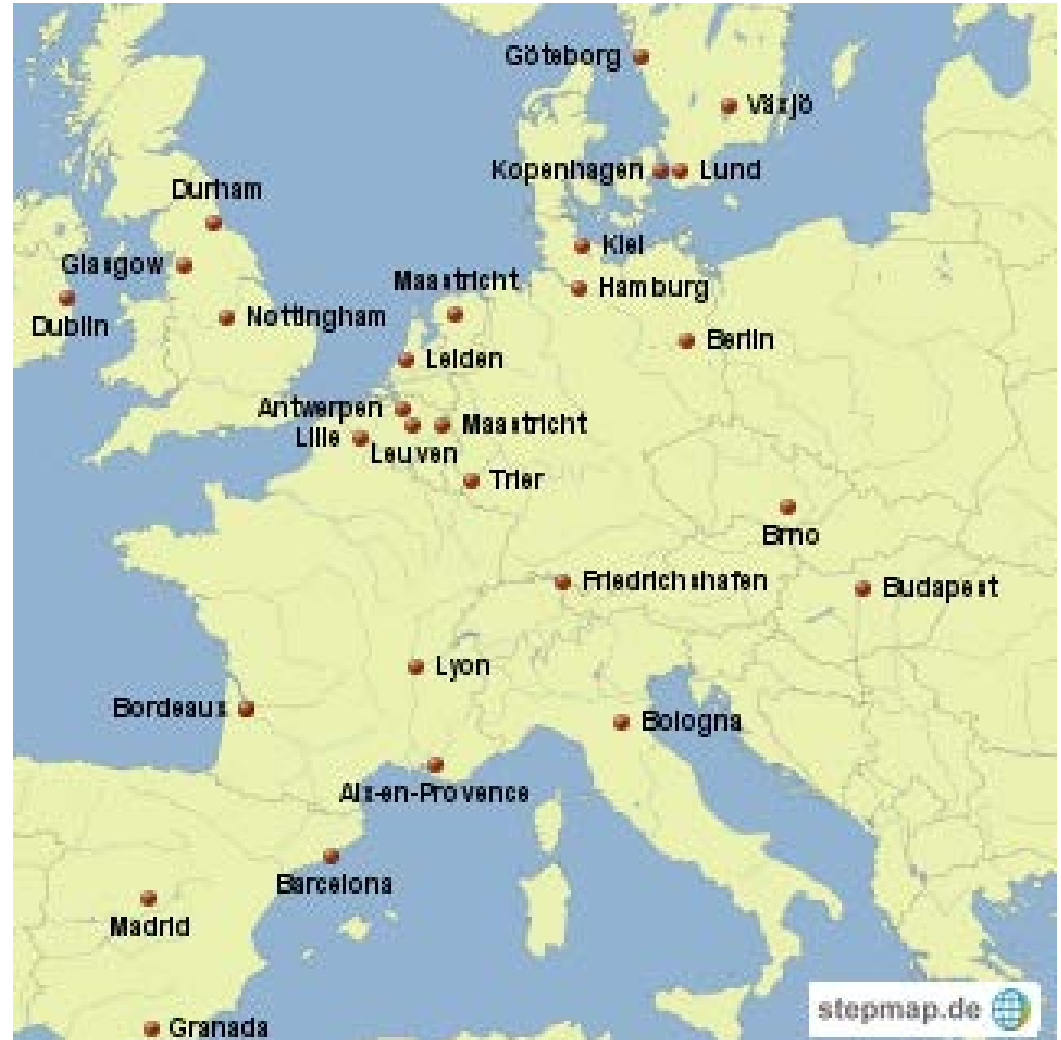 Göteborg
Växjö
Kopenhagen
Lund
Durham
Kiel
Glasgow
Maastricht
Hamburg
Dublin
Nottingham
Berlin
Leiden
Antwerpen
Lille
Maastricht
Leuven
Trier
Brno
Friedrichshafen
Budapest
Lyon
Bordeaux
Bologna
Aix-en-Provence
Barcelona
Madrid
stepmap.de
Granada